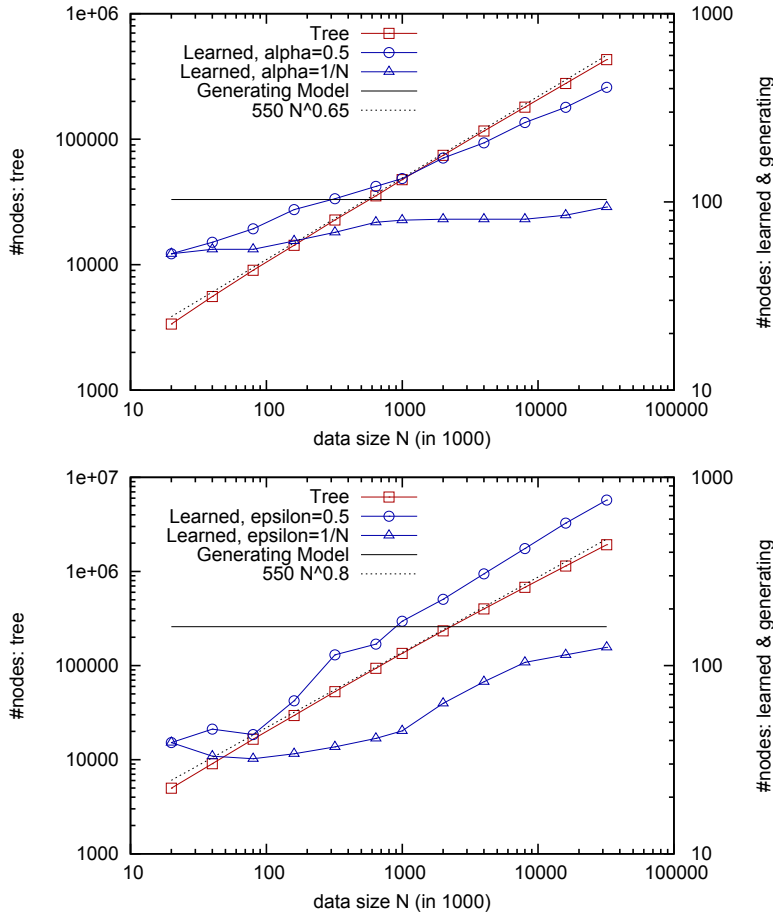 1e+06
100000
10000
1000
1000
100
10
10
100
1000
10000
100000
#nodes: tree
#nodes: learned & generating
data size N (in 1000)
Tree
Learned, alpha=0.5
Learned, alpha=1/N
Generating Model
550 N^0.65
1e+07
1e+06
100000
10000
1000
1000
100
10
10
100
1000
10000
100000
#nodes: tree
#nodes: learned & generating
data size N (in 1000)
Tree
Learned, epsilon=0.5
Learned, epsilon=1/N
Generating Model
550 N^0.8